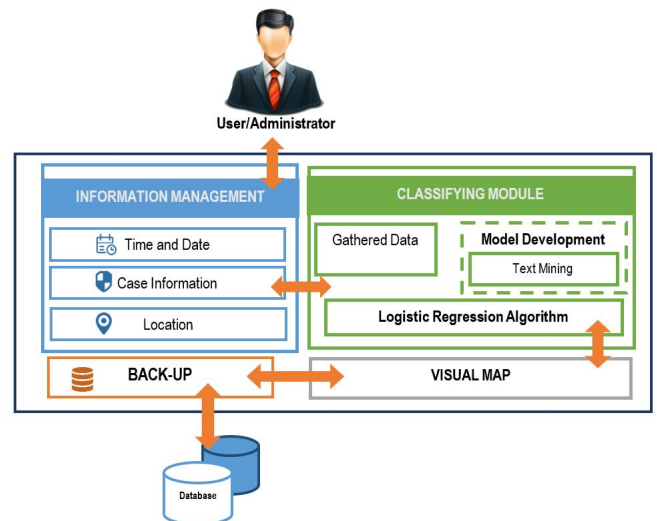 User/Administrator
INFORMATION MANAGEMENT
Time and Date
Case Information
Location
CLASSIFYING MODULE
Gathered Data
Model Development
Text Mining
Logistic Regression Algorithm
BACK-UP
VISUAL MAP
Database